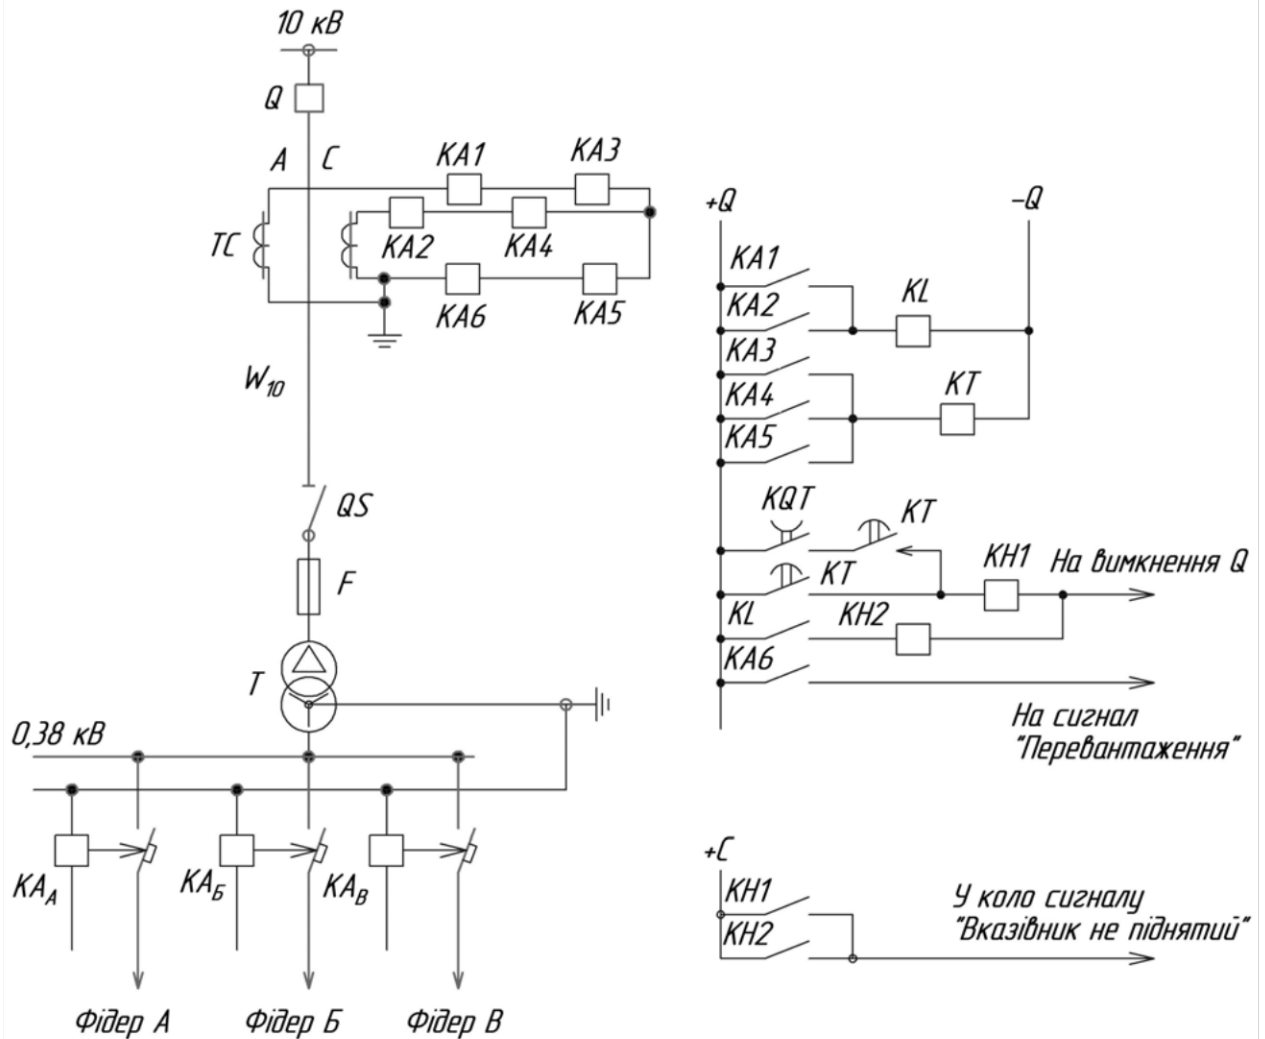 10 кВ
Q
A C
KA1 KA3
TC
KA2 KA4
KA6 KA5
W10
QS
F
T
0,38 кВ
KAА KAБ KAВ
Фідер А Фідер Б Фідер В
+Q -Q
KA1
KA2 KL
KA3
KA4 KT
KA5
KQT KT
KT KH1 На вимкнення Q
KL KH2
KA6
На сигнал
"Перевантаження"
+C
KH1
KH2
У коло сигналу
"Вказівник не піднятий"